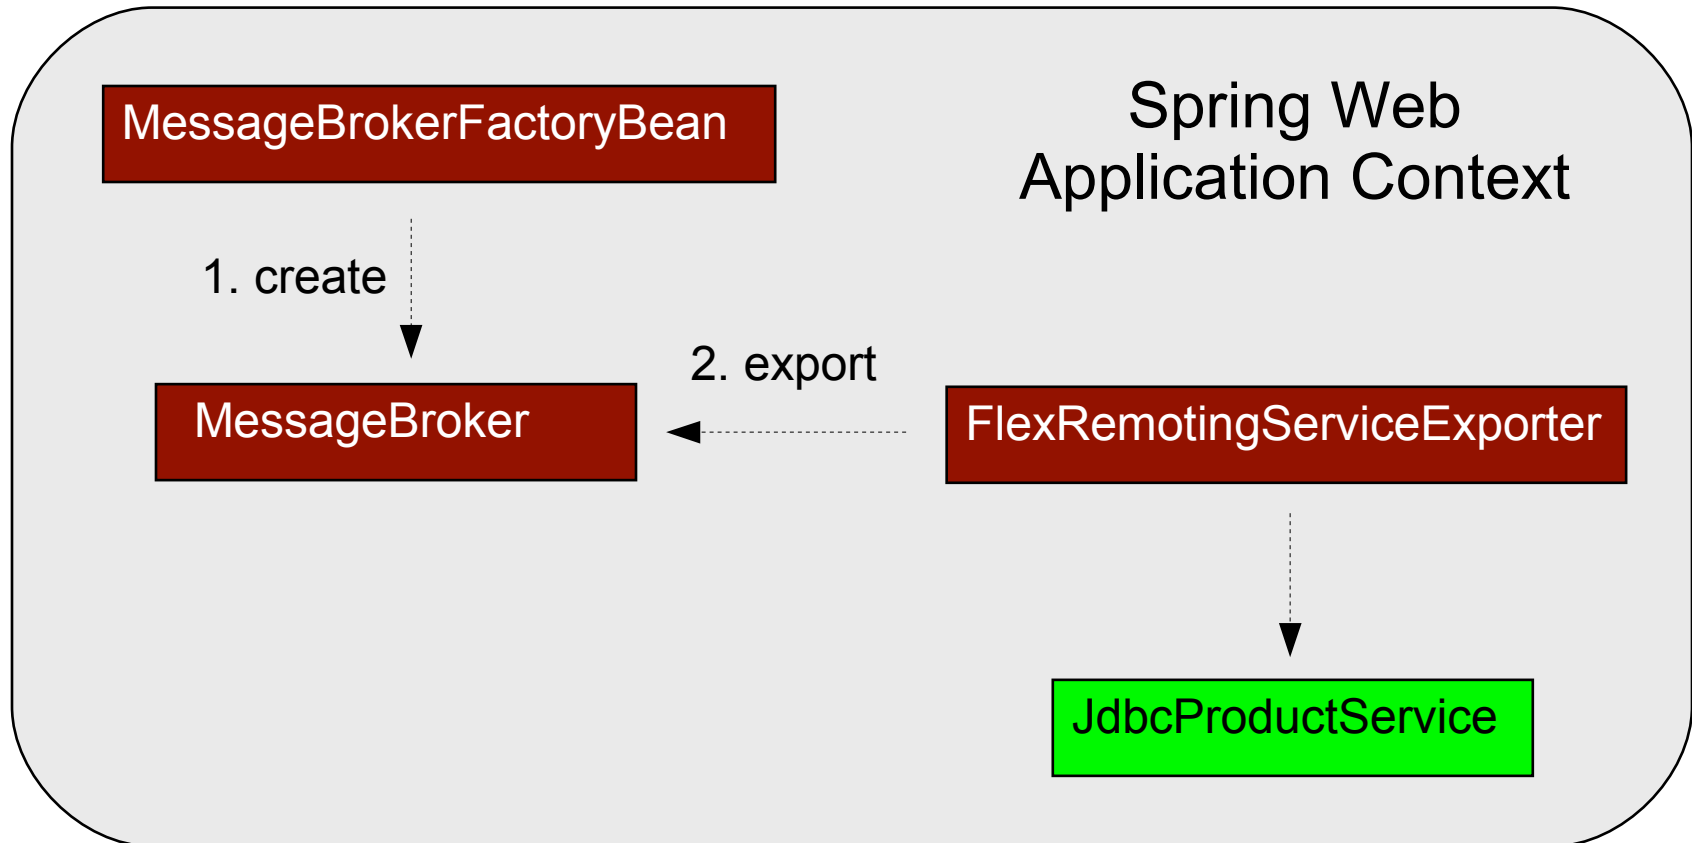 MessageBrokerFactoryBean
Spring Web
Application Context
1. create
2. export
MessageBroker
FlexRemotingServiceExporter
JdbcProductService